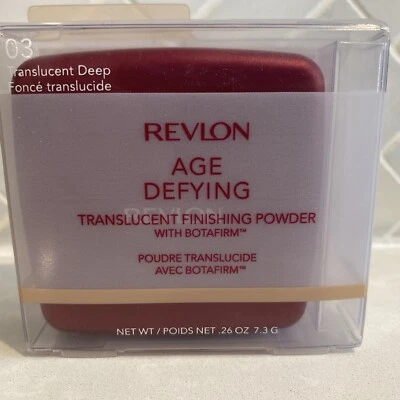 03
Translucent Deep
Foncé translucide
REVLON
AGE
DEFYING
REVLON
TRANSLUCENT FINISHING POWDER
WITH BOTAFIRM™
POUDRE TRANSLUCIDE
AVEC BOTAFIRM™
NET WT / POIDS NET .26 OZ 7.3 G